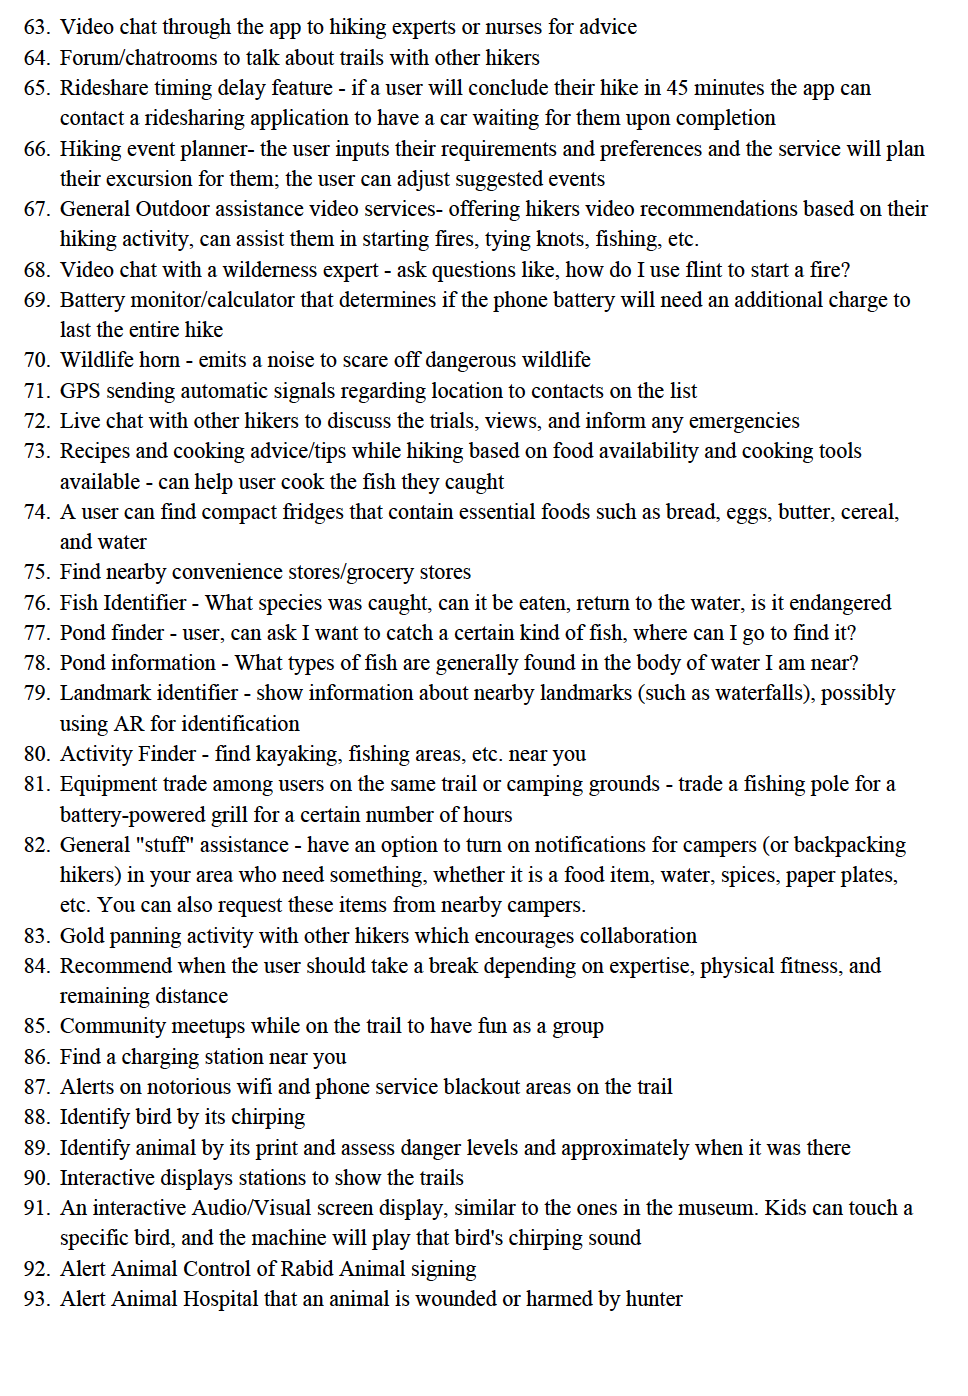 63. Video chat through the app to hiking experts or nurses for advice
64. Forum/chatrooms to talk about trails with other hikers
65. Rideshare timing delay feature - if a user will conclude their hike in 45 minutes the app can
contact a ridesharing application to have a car waiting for them upon completion
66. Hiking event planner- the user inputs their requirements and preferences and the service will plan
their excursion for them; the user can adjust suggested events
67. General Outdoor assistance video services- offering hikers video recommendations based on their
hiking activity, can assist them in starting fires, tying knots, fishing, etc.
68. Video chat with a wilderness expert - ask questions like, how do I use flint to start a fire?
69. Battery monitor/calculator that determines if the phone battery will need an additional charge to
last the entire hike
70. Wildlife horn - emits a noise to scare off dangerous wildlife
71. GPS sending automatic signals regarding location to contacts on the list
72. Live chat with other hikers to discuss the trials, views, and inform any emergencies
73. Recipes and cooking advice/tips while hiking based on food availability and cooking tools
available - can help user cook the fish they caught
74. A user can find compact fridges that contain essential foods such as bread, eggs, butter, cereal,
and water
75. Find nearby convenience stores/grocery stores
76. Fish Identifier - What species was caught, can it be eaten, return to the water, is it endangered
77. Pond finder - user, can ask I want to catch a certain kind of fish, where can I go to find it?
78. Pond information - What types of fish are generally found in the body of water I am near?
79. Landmark identifier - show information about nearby landmarks (such as waterfalls), possibly
using AR for identification
80. Activity Finder - find kayaking, fishing areas, etc. near you
81. Equipment trade among users on the same trail or camping grounds - trade a fishing pole for a
battery-powered grill for a certain number of hours
82. General "stuff" assistance - have an option to turn on notifications for campers (or backpacking
hikers) in your area who need something, whether it is a food item, water, spices, paper plates,
etc. You can also request these items from nearby campers.
83. Gold panning activity with other hikers which encourages collaboration
84. Recommend when the user should take a break depending on expertise, physical fitness, and
remaining distance
85. Community meetups while on the trail to have fun as a group
86. Find a charging station near you
87. Alerts on notorious wifi and phone service blackout areas on the trail
88. Identify bird by its chirping
89. Identify animal by its print and assess danger levels and approximately when it was there
90. Interactive displays stations to show the trails
91. An interactive Audio/Visual screen display, similar to the ones in the museum. Kids can touch a
specific bird, and the machine will play that bird's chirping sound
92. Alert Animal Control of Rabid Animal signing
93. Alert Animal Hospital that an animal is wounded or harmed by hunter